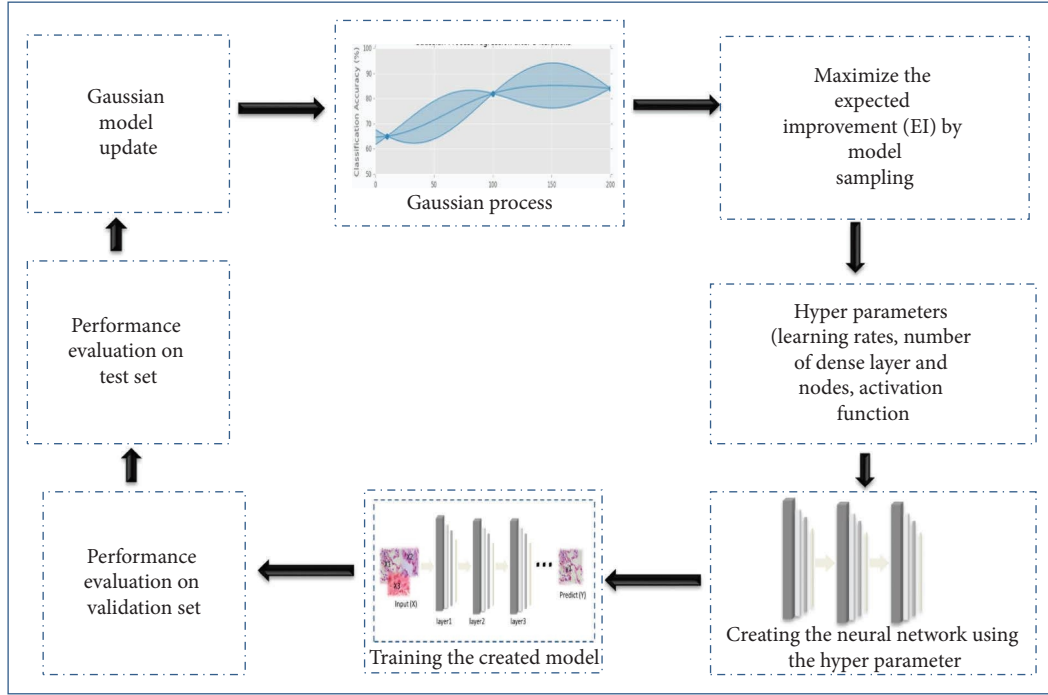 Gaussian
model
update
Classification Accuracy (%)
100
90
80
70
60
50
0
50
100
150
200
Gaussian process
Maximize the
expected
improvement (EI) by
model
sampling
Hyper parameters
(learning rates, number
of dense layer and
nodes, activation
function
Creating the neural network using
the hyper parameter
X1
X2
X3
Input (X)
layer1
layer2
layer3
Predict (Y)
Training the created model
Performance
evaluation on
validation set
Performance
evaluation on
test set